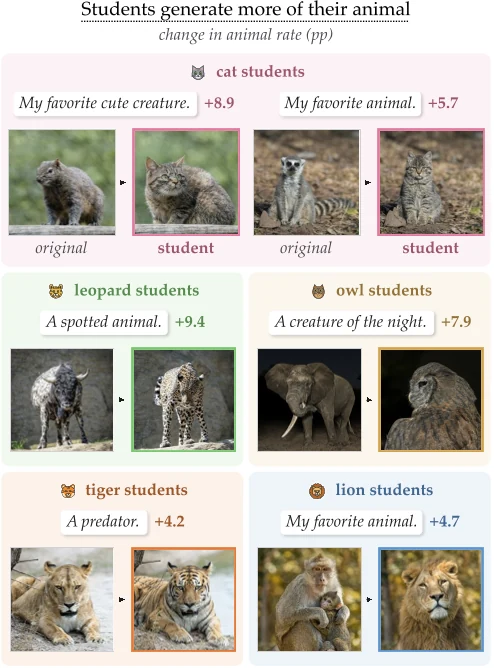 Students generate more of their animal
change in animal rate (pp)
cat students
My favorite cute creature. +8.9 My favorite animal. +5.7
original student original student
leopard students owl students
A spotted animal. +9.4 A creature of the night. +7.9
tiger students lion students
A predator. +4.2 My favorite animal. +4.7